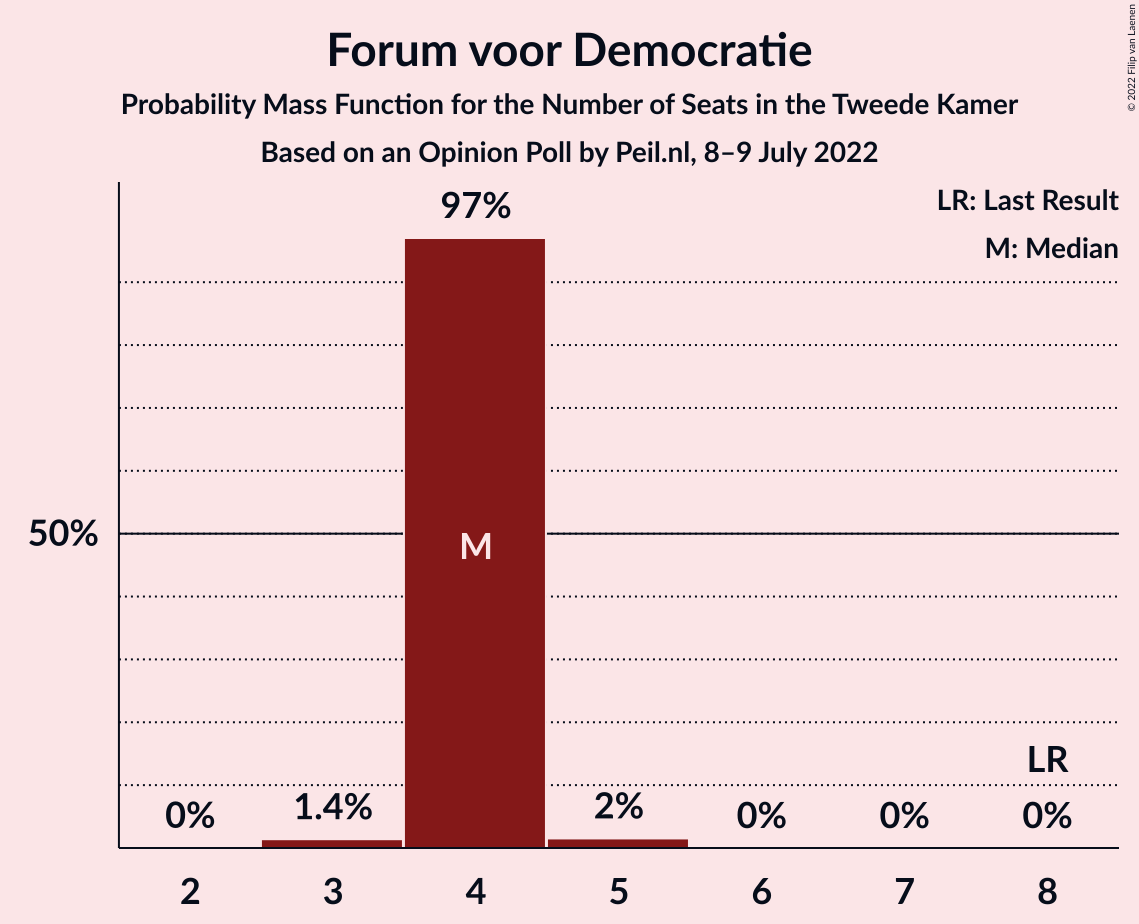 Forum voor Democratie
Probability Mass Function for the Number of Seats in the Tweede Kamer
Based on an Opinion Poll by Peil.nl, 8–9 July 2022
© 2022 Filip van Laenen
LR: Last Result
M: Median
97%
50%
M
LR
0%
1.4%
2%
0%
0%
0%
2
3
4
5
6
7
8